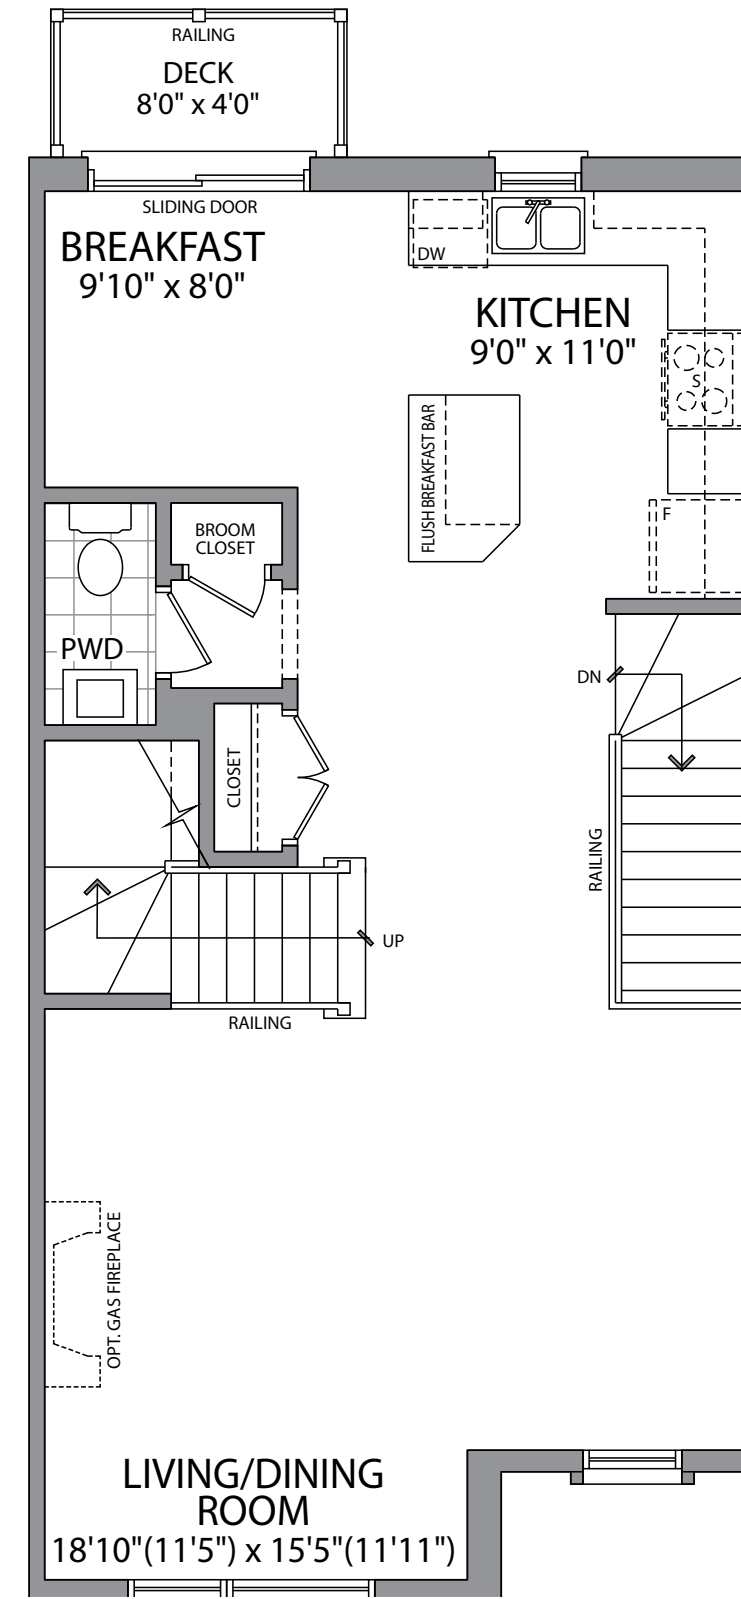 RAILING
DECK
8'0" x 4'0"
SLIDING DOOR
BREAKFAST
9'10" x 8'0"
DW
KITCHEN
9'0" x 11'0"
S
FLUSH BREAKFAST BAR
F
BROOM
CLOSET
PWD
DN
CLOSET
RAILING
UP
RAILING
OPT. GAS FIREPLACE
LIVING/DINING
ROOM
18'10"(11'5") x 15'5"(11'11")